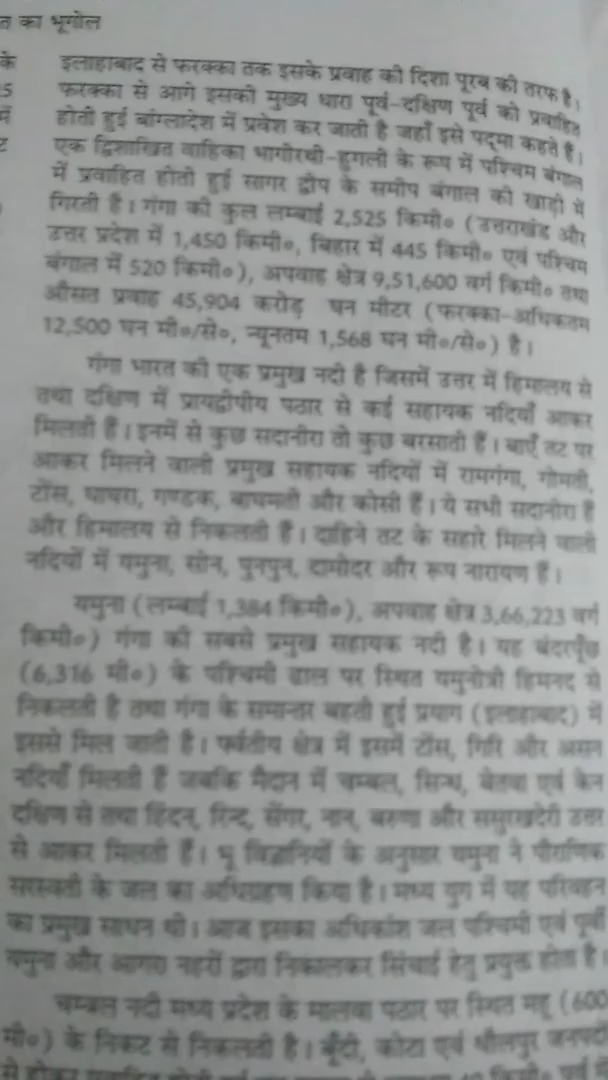 त का भूगोल
के
इलाहाबाद से फरक्का तक इसके प्रवाह की दिशा पूरब की तरफ है।
फरक्का से आगे इसकी मुख्य धारा पूर्व-दक्षिण पूर्व को प्रवाहित
में
होती हुई बांग्लादेश में प्रवेश कर जाती है जहाँ इसे पद्मा कहते हैं।
एक द्विशाखित वाहिका भागीरथी-हुगली के रूप में पश्चिम बंगाल
में प्रवाहित होती हुई सागर द्वीप के समीप बंगाल की खाड़ी में
गिरती है। गंगा की कुल लम्बाई 2,525 किमी० (उत्तराखंड और
उत्तर प्रदेश में 1,450 किमी०, बिहार में 445 किमी० एवं पश्चिम
बंगाल में 520 किमी०), अपवाह क्षेत्र 9,51,600 वर्ग किमी० तथा
औसत प्रवाह 45,904 करोड़ घन मीटर (फरक्का-अधिकतम
12,500 घन मी०/से०, न्यूनतम 1,568 घन मी०/से०) है।
गंगा भारत की एक प्रमुख नदी है जिसमें उत्तर में हिमालय से
तथा दक्षिण में प्रायद्वीपीय पठार से कई सहायक नदियाँ आकर
मिलती हैं। इनमें से कुछ सदानीरा तो कुछ बरसाती हैं। बाएँ तट पर
आकर मिलने वाली प्रमुख सहायक नदियों में रामगंगा, गोमती,
टोंस, घाघरा, गण्डक, बाघमती और कोसी हैं। ये सभी सदानीरा हैं
और हिमालय से निकलती हैं। दाहिने तट के सहारे मिलने वाली
नदियों में यमुना, सोन, पुनपुन, दामोदर और रूप नारायण हैं।
यमुना (लम्बाई 1,384 किमी०), अपवाह क्षेत्र 3,66,223 वर्ग
किमी०) गंगा की सबसे प्रमुख सहायक नदी है। यह बंदरपूँछ
(6,316 मी०) के पश्चिमी ढाल पर स्थित यमुनोत्री हिमनद से
निकलती है तथा गंगा के समान्तर बहती हुई प्रयाग (इलाहाबाद) में
इससे मिल जाती है। पर्वतीय क्षेत्र में इसमें टोंस, गिरि और असन
नदियाँ मिलती हैं जबकि मैदान में चम्बल, सिन्ध, बेतवा एवं केन
दक्षिण से तथा हिंदन, रिन्द, सेंगर, वरुणा और उत्तर
से आकर मिलती हैं। भू विज्ञानियों के अनुसार यमुना ने पौराणिक
सरस्वती के जल का अधिग्रहण किया है। मध्य युग में यह परिवहन
का प्रमुख साधन थी। आज इसका अधिकांश जल पश्चिमी एवं पूर्वी
यमुना और आगरा नहरों द्वारा निकालकर सिंचाई हेतु प्रयुक्त होता है।
चम्बल नदी मध्य प्रदेश के मालवा पठार पर स्थित महू (600
मी०) के निकट से निकलती है। बूँदी, कोटा एवं धौलपुर जनपदों